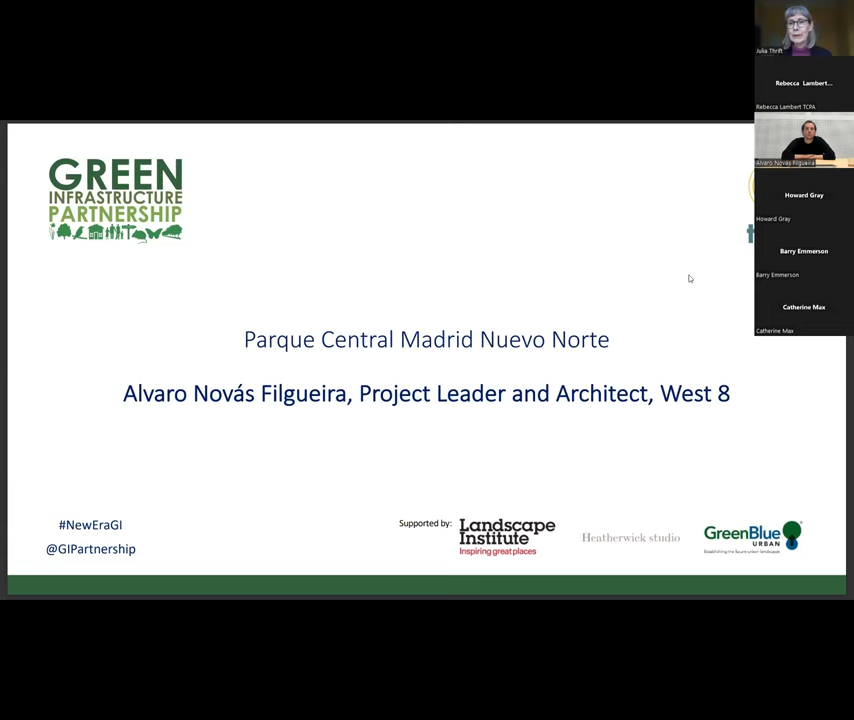 Julia Thrift
Rebecca Lambert...
Rebecca Lambert TCPA
Alvaro Novás Filgueira
Howard Gray
Howard Gray
Barry Emmerson
Barry Emmerson
Catherine Max
Catherine Max
GREEN
INFRASTRUCTURE
PARTNERSHIP
Parque Central Madrid Nuevo Norte
Alvaro Novás Filgueira, Project Leader and Architect, West 8
#NewEraGI
@GIPartnership
Supported by:
Landscape
Institute
Inspiring great places
Heatherwick studio
GreenBlue
URBAN
Establishing the future urban landscape